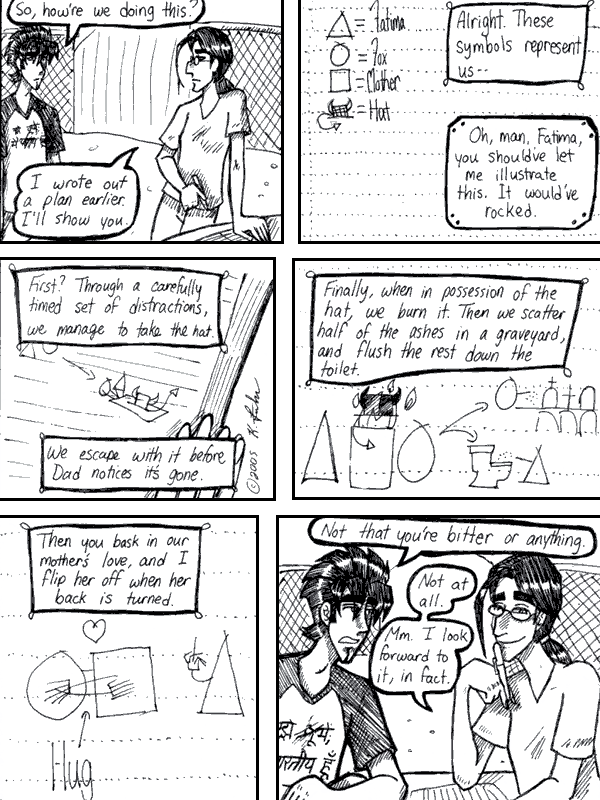 So, how're we doing this?
I wrote out
a plan earlier.
I'll show you.
= Fatima
= Fox
= Mother
= Hat
Alright. These
symbols represent
us--
Oh, man, Fatima,
you should've let
me illustrate
this. It would've
rocked.
First? Through a carefully
timed set of distractions,
we manage to take the hat.
We escape with it before
Dad notices it's gone.
©2005
Finally, when in possession of the
hat, we burn it. Then we scatter
half of the ashes in a graveyard,
and flush the rest down the
toilet.
Then you bask in our
mother's love, and I
flip her off when her
back is turned.
Hug
Not that you're bitter or anything.
Not at
all.
Mm. I look
forward to
it, in fact.